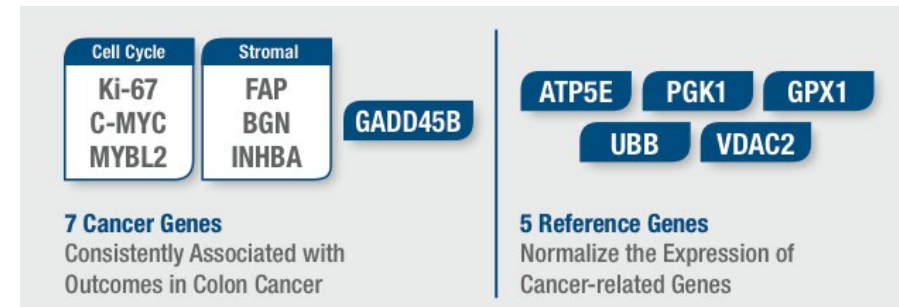 Cell Cycle
Ki-67
C-MYC
MYBL2
Stromal
FAP
BGN
INHBA
GADD45B
7 Cancer Genes
Consistently Associated with
Outcomes in Colon Cancer
ATP5E PGK1 GPX1
UBB VDAC2
5 Reference Genes
Normalize the Expression of
Cancer-related Genes